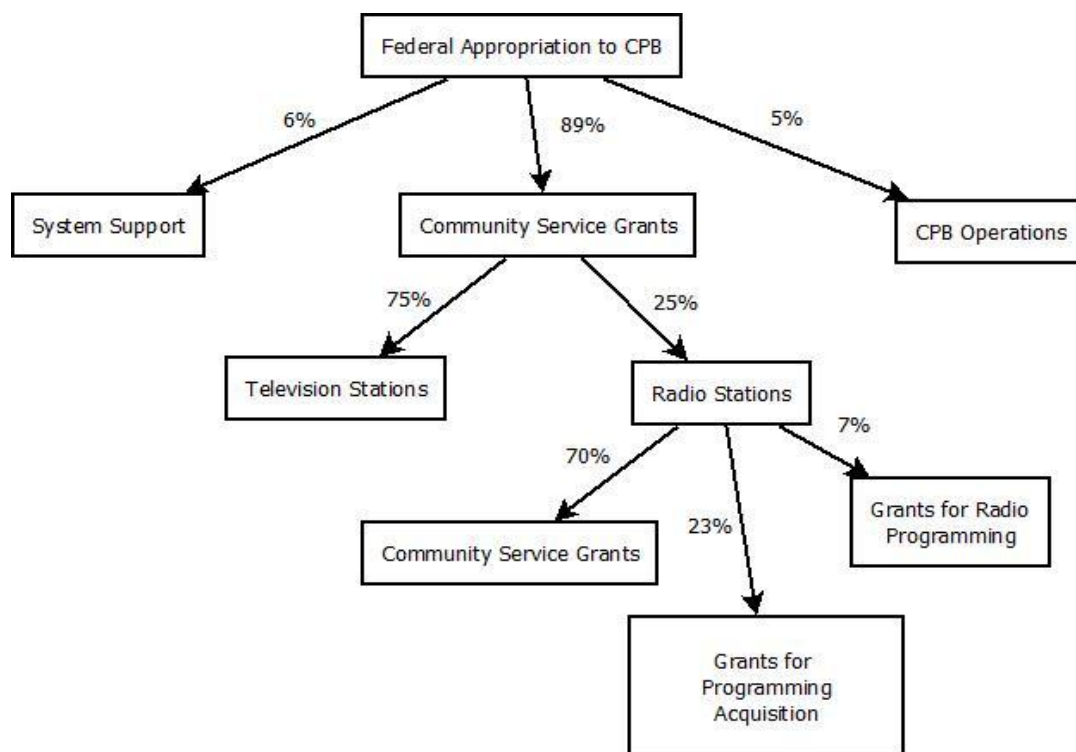 Federal Appropriation to CPB
6%
89%
5%
System Support
Community Service Grants
CPB Operations
75%
25%
Television Stations
Radio Stations
70%
23%
7%
Community Service Grants
Grants for Radio
Programming
Grants for
Programming
Acquisition